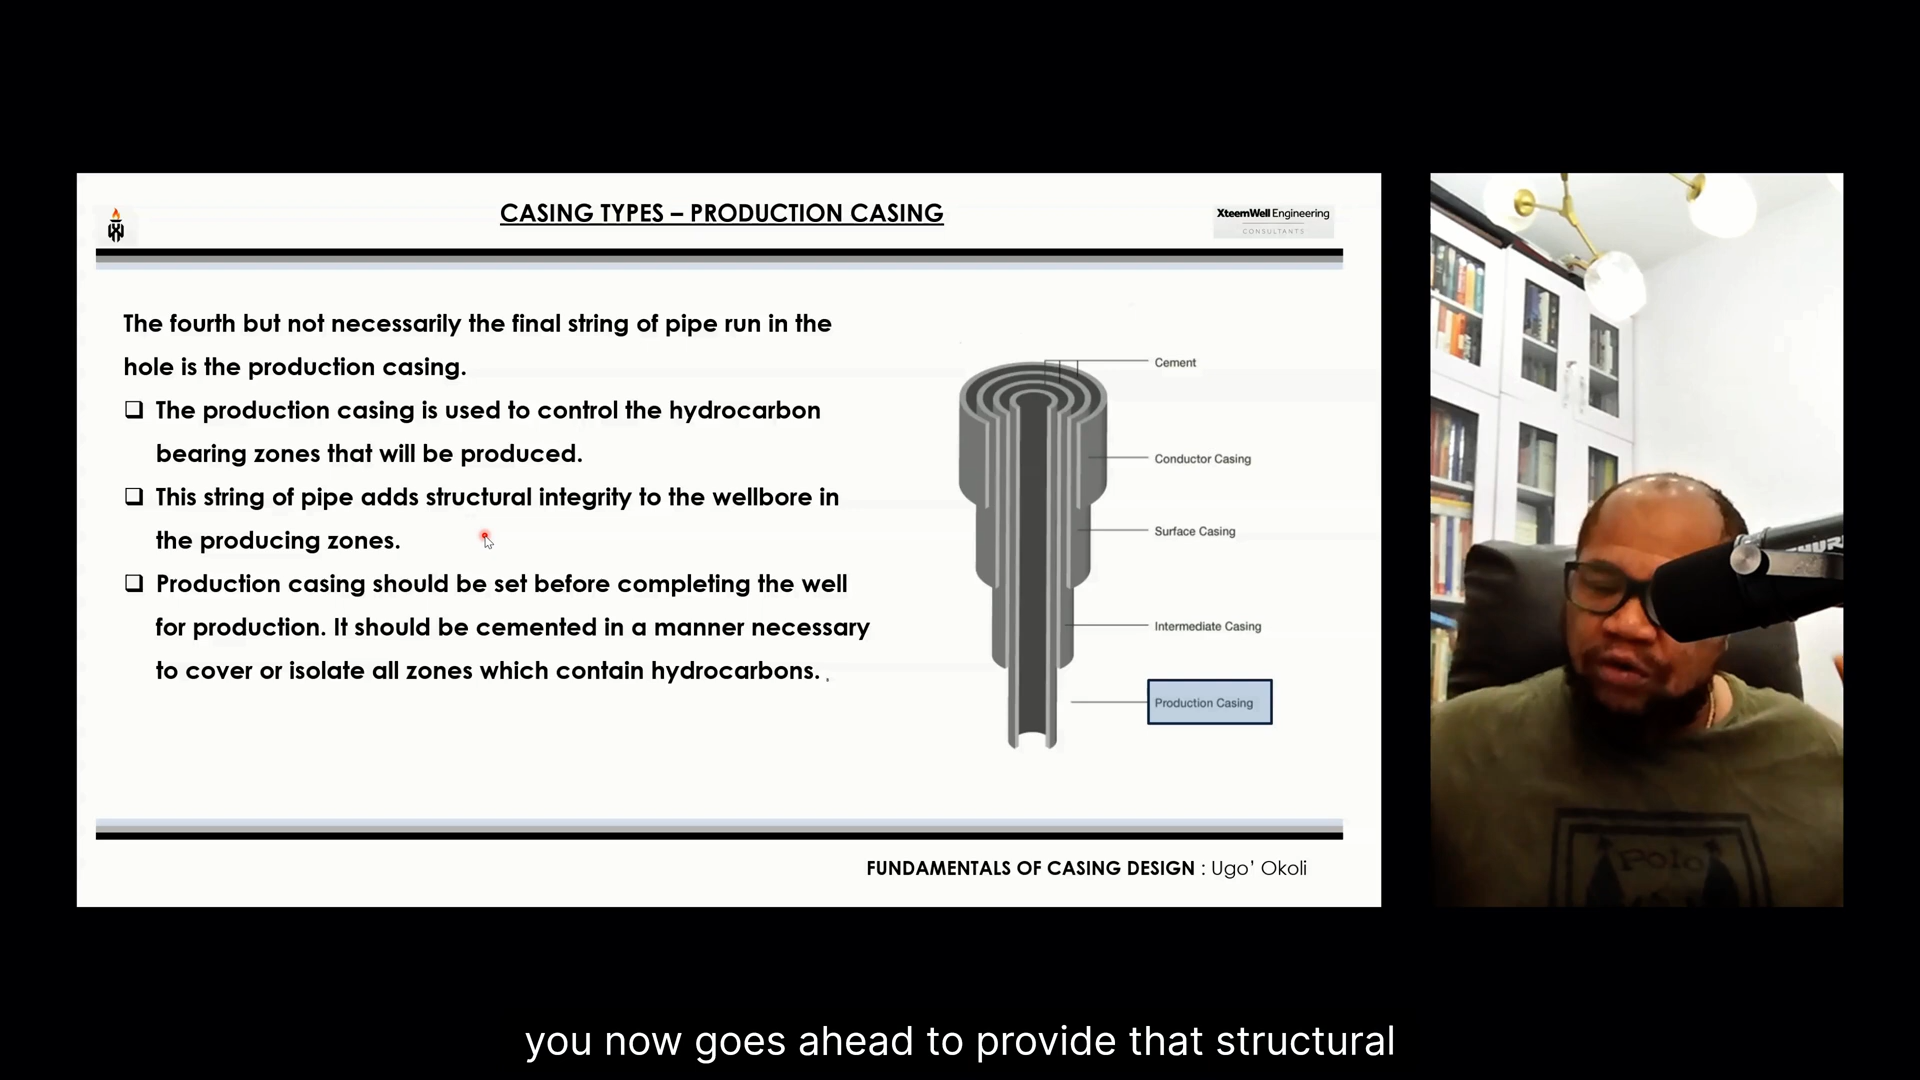 CASING TYPES – PRODUCTION CASING
XteemWell Engineering
CONSULTANTS
The fourth but not necessarily the final string of pipe run in the
hole is the production casing.
❑ The production casing is used to control the hydrocarbon
bearing zones that will be produced.
❑ This string of pipe adds structural integrity to the wellbore in
the producing zones.
❑ Production casing should be set before completing the well
for production. It should be cemented in a manner necessary
to cover or isolate all zones which contain hydrocarbons.
Cement
Conductor Casing
Surface Casing
Intermediate Casing
Production Casing
FUNDAMENTALS OF CASING DESIGN : Ugo’ Okoli
SHURE
Polo
you now goes ahead to provide that structural